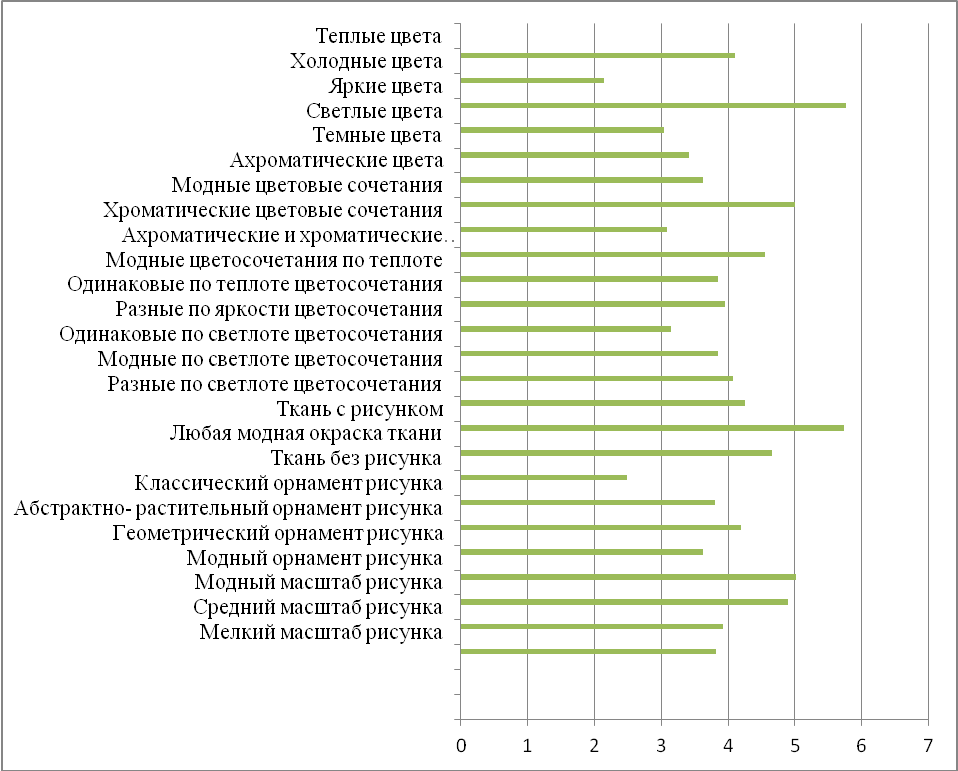 Теплые цвета
Холодные цвета
Яркие цвета
Светлые цвета
Темные цвета
Ахроматические цвета
Модные цветовые сочетания
Хроматические цветовые сочетания
Ахроматические и хроматические..
Модные цветосочетания по теплоте
Одинаковые по теплоте цветосочетания
Разные по яркости цветосочетания
Одинаковые по светлоте цветосочетания
Модные по светлоте цветосочетания
Разные по светлоте цветосочетания
Ткань с рисунком
Любая модная окраска ткани
Ткань без рисунка
Классический орнамент рисунка
Абстрактно- растительный орнамент рисунка
Геометрический орнамент рисунка
Модный орнамент рисунка
Модный масштаб рисунка
Средний масштаб рисунка
Мелкий масштаб рисунка
0 1 2 3 4 5 6 7